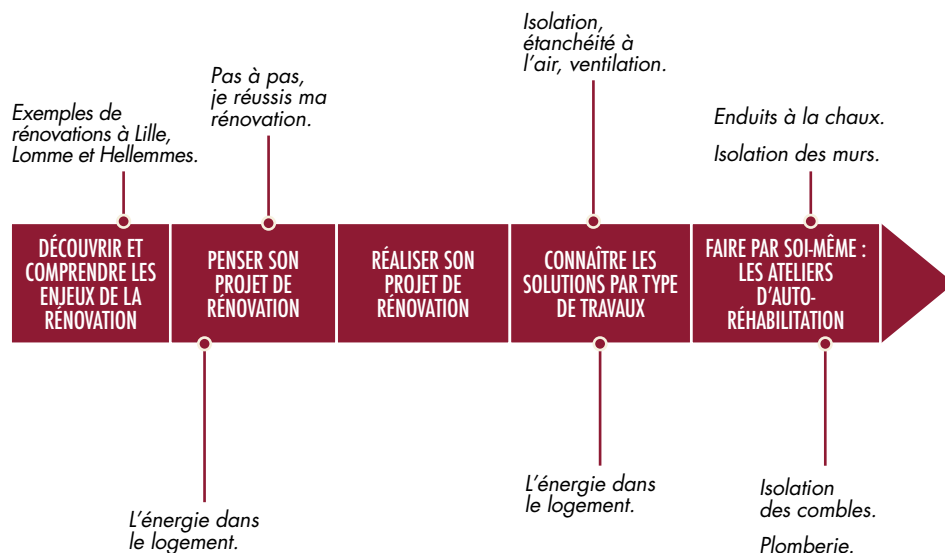 Exemples de
rénovations à Lille,
Lomme et Hellemmes.
Pas à pas,
je réussis ma
rénovation.
Isolation,
étanchéité à
l'air, ventilation.
Enduits à la chaux.
Isolation des murs.
DÉCOUVRIR ET
COMPRENDRE LES
ENJEUX DE LA
RÉNOVATION
PENSER SON
PROJET DE
RÉNOVATION
RÉALISER SON
PROJET DE
RÉNOVATION
CONNAÎTRE LES
SOLUTIONS PAR TYPE
DE TRAVAUX
FAIRE PAR SOI-MÊME :
LES ATELIERS
D'AUTO-
RÉHABILITATION
L'énergie dans
le logement.
L'énergie dans
le logement.
Isolation
des combles.
Plomberie.